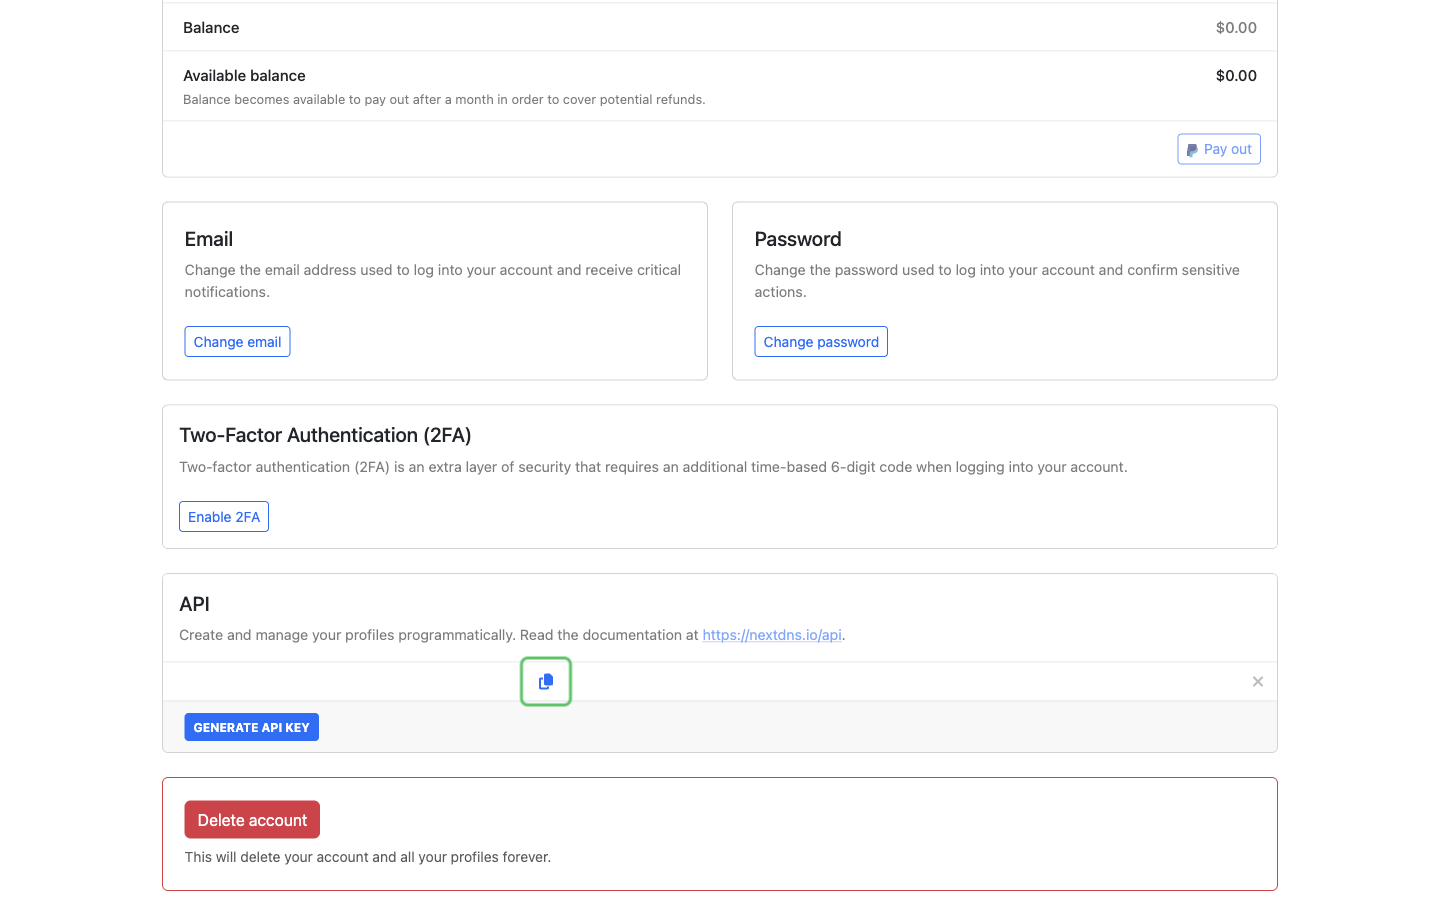 Balance
$0.00
Available balance
$0.00
Balance becomes available to pay out after a month in order to cover potential refunds.
Pay out
Email
Change the email address used to log into your account and receive critical
notifications.
Change email
Password
Change the password used to log into your account and confirm sensitive
actions.
Change password
Two-Factor Authentication (2FA)
Two-factor authentication (2FA) is an extra layer of security that requires an additional time-based 6-digit code when logging into your account.
Enable 2FA
API
Create and manage your profiles programmatically. Read the documentation at https://nextdns.io/api.
GENERATE API KEY
Delete account
This will delete your account and all your profiles forever.